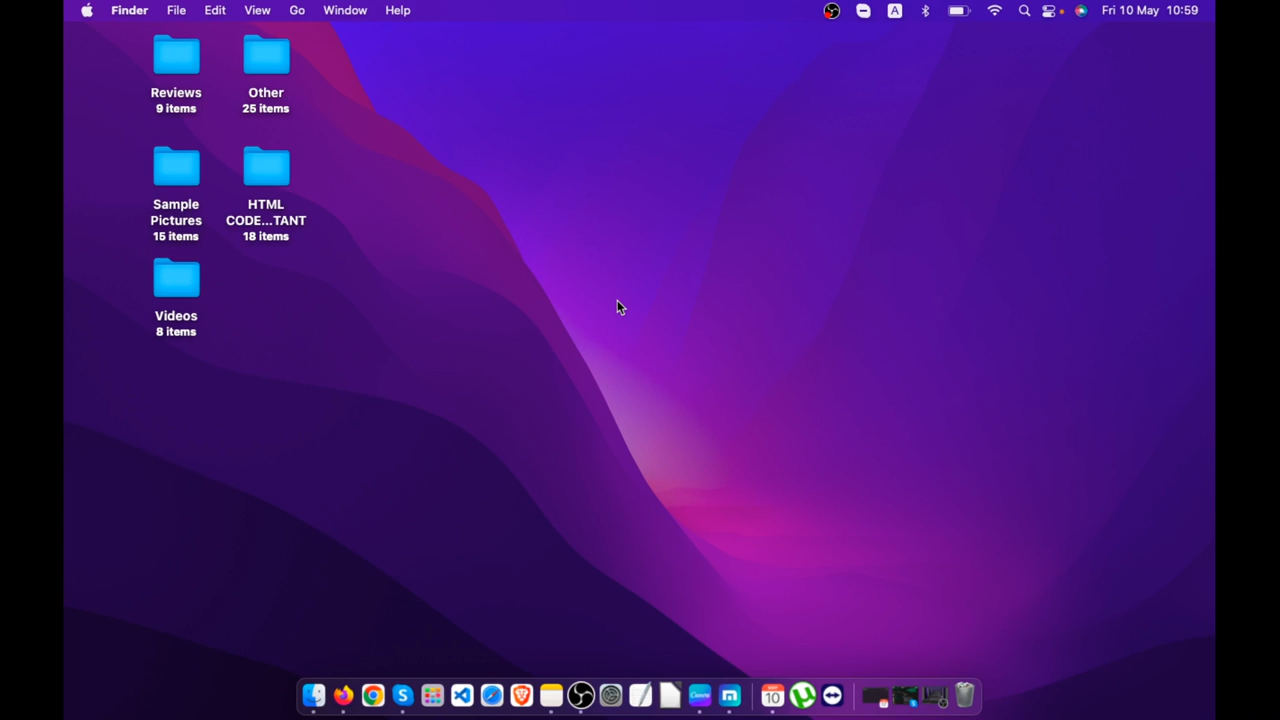 Finder File Edit View Go Window Help A Fri 10 May 10:59
Reviews
9 items
Other
25 items
Sample
Pictures
15 items
HTML
CODE...TANT
18 items
Videos
8 items
10
Canva